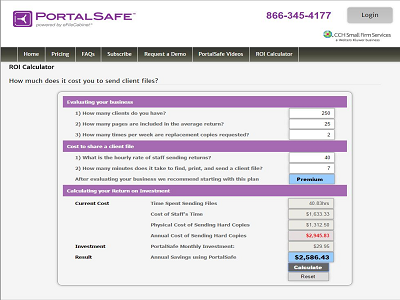 PORTALSAFE™
powered by eFileCabinet
866-345-4177
Login
CCH Small Firm Services
a Wolters Kluwer business
Home Pricing FAQs Subscribe Request a Demo PortalSafe Videos ROI Calculator
ROI Calculator
How much does it cost you to send client files?
Evaluating your business
1) How many clients do you have? 250
2) How many pages are included in the average return? 25
3) How many times per week are replacement copies requested? 2
Cost to share a client file
1) What is the hourly rate of staff sending returns? 40
2) How many minutes does it take to find, print, and send a client file? 7
After evaluating your business we recommend starting with this plan Premium
Calculating your Return on Investment
Current Cost Time Spent Sending Files 40.83hrs
Cost of Staff's Time $1,633.33
Physical Cost of Sending Hard Copies $1,312.50
Annual Cost of Sending Hard Copies $2,945.83
Investment PortalSafe Monthly Investment: $29.95
Result Annual Savings using PortalSafe $2,586.43
Calculate
Reset